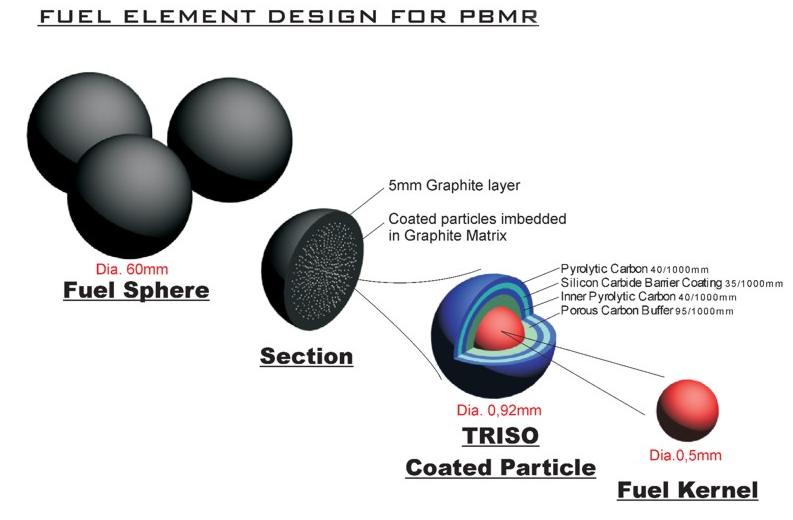 FUEL ELEMENT DESIGN FOR PBMR
5mm Graphite layer
Coated particles imbedded
in Graphite Matrix
Dia. 60mm
Fuel Sphere
Pyrolytic Carbon 40/1000mm
Silicon Carbide Barrier Coating 35/1000mm
Inner Pyrolytic Carbon 40/1000mm
Porous Carbon Buffer 95/1000mm
Section
Dia. 0,92mm
TRISO
Coated Particle
Dia.0,5mm
Fuel Kernel